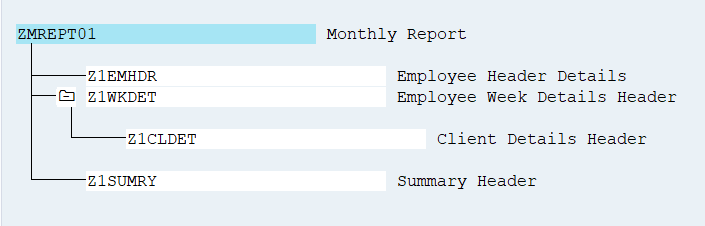 ZMREPT01 Monthly Report
Z1EMHDR Employee Header Details
Z1WKDET Employee Week Details Header
Z1CLDET Client Details Header
Z1SUMRY Summary Header